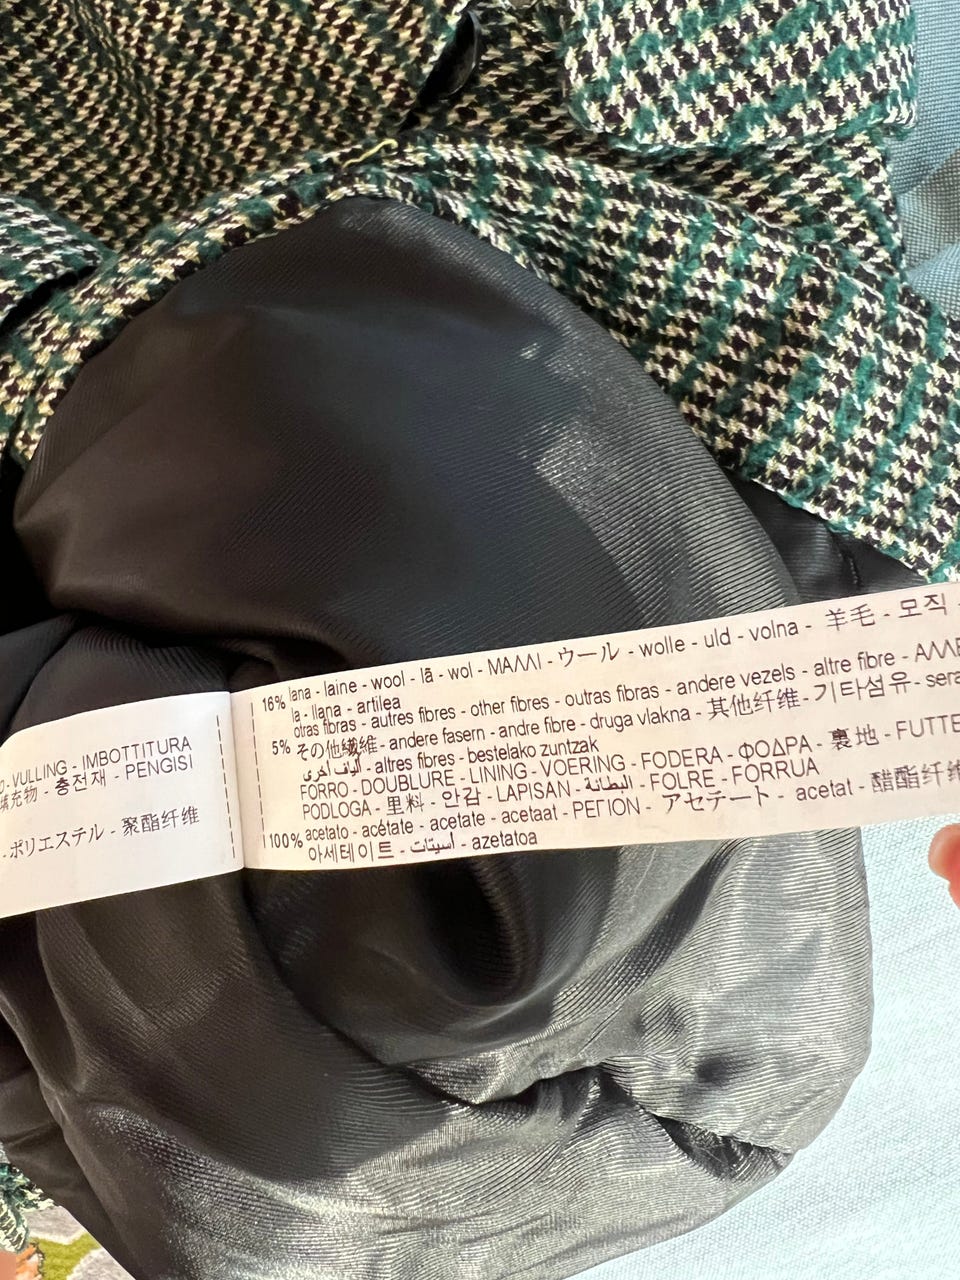 VULLING - IMBOTTITURA
填充物 - 충전재 - PENGISI
ポリエステル - 聚酯纤维
16% lana - laine - wool - lã - wol - ΜΑΛΛΙ - ウール - wolle - uld - volna - 羊毛 - 모직 -
la - llana - artilea
otras fibras - autres fibres - other fibres - outras fibras - andere vezels - altre fibre -
5% その他繊維 - andere fasern - andre fibre - druga vlakna - 其他纤维 - 기타섬유 -
ألياف أخرى - altres fibres - bestelako zuntzak
FORRO - DOUBLURE - LINING - VOERING - FODERA - ΦΟΔΡΑ - 裏地 -
PODLOGA - 里料 - 안감 - LAPISAN - البطانة - FOLRE - FORRUA
100% acetato - acétate - acetate - acetaat - ΡΕΓΙΟΝ - アセテート - acetat - 醋酯纤维
아세테이트 - أسيتات - azetatoa